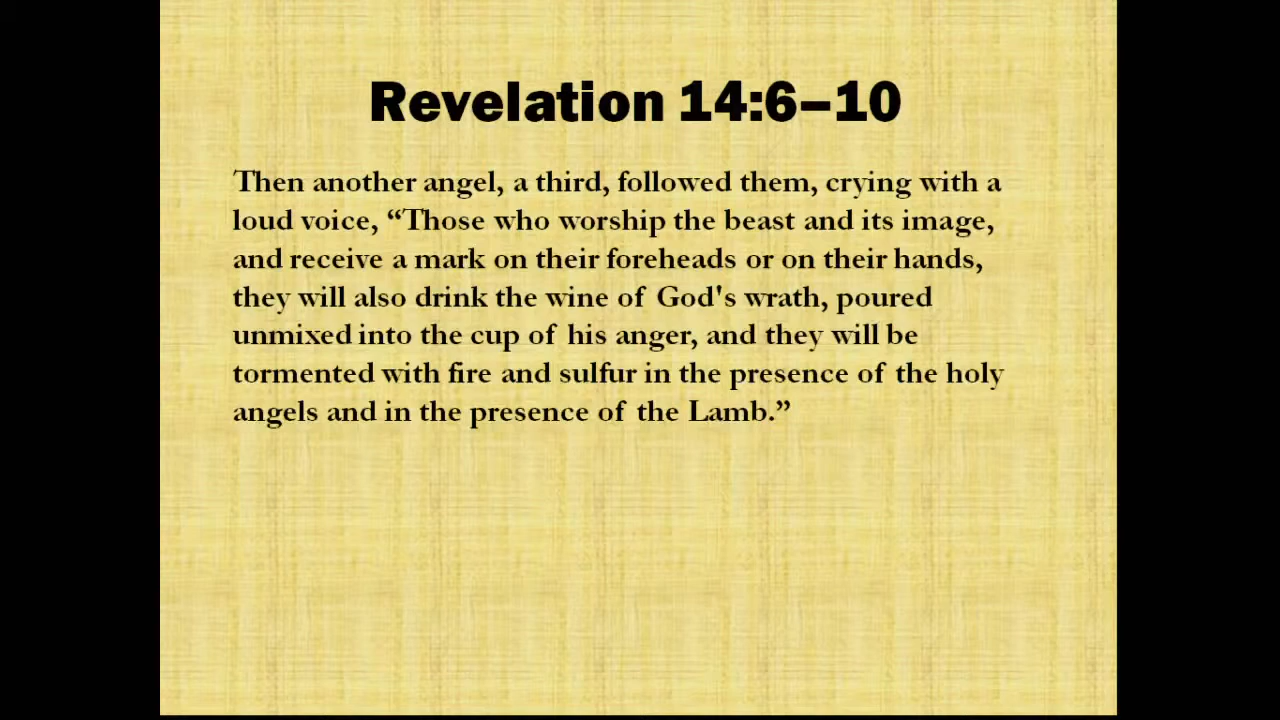 Revelation 14:6–10
Then another angel, a third, followed them, crying with a
loud voice, “Those who worship the beast and its image,
and receive a mark on their foreheads or on their hands,
they will also drink the wine of God's wrath, poured
unmixed into the cup of his anger, and they will be
tormented with fire and sulfur in the presence of the holy
angels and in the presence of the Lamb.”